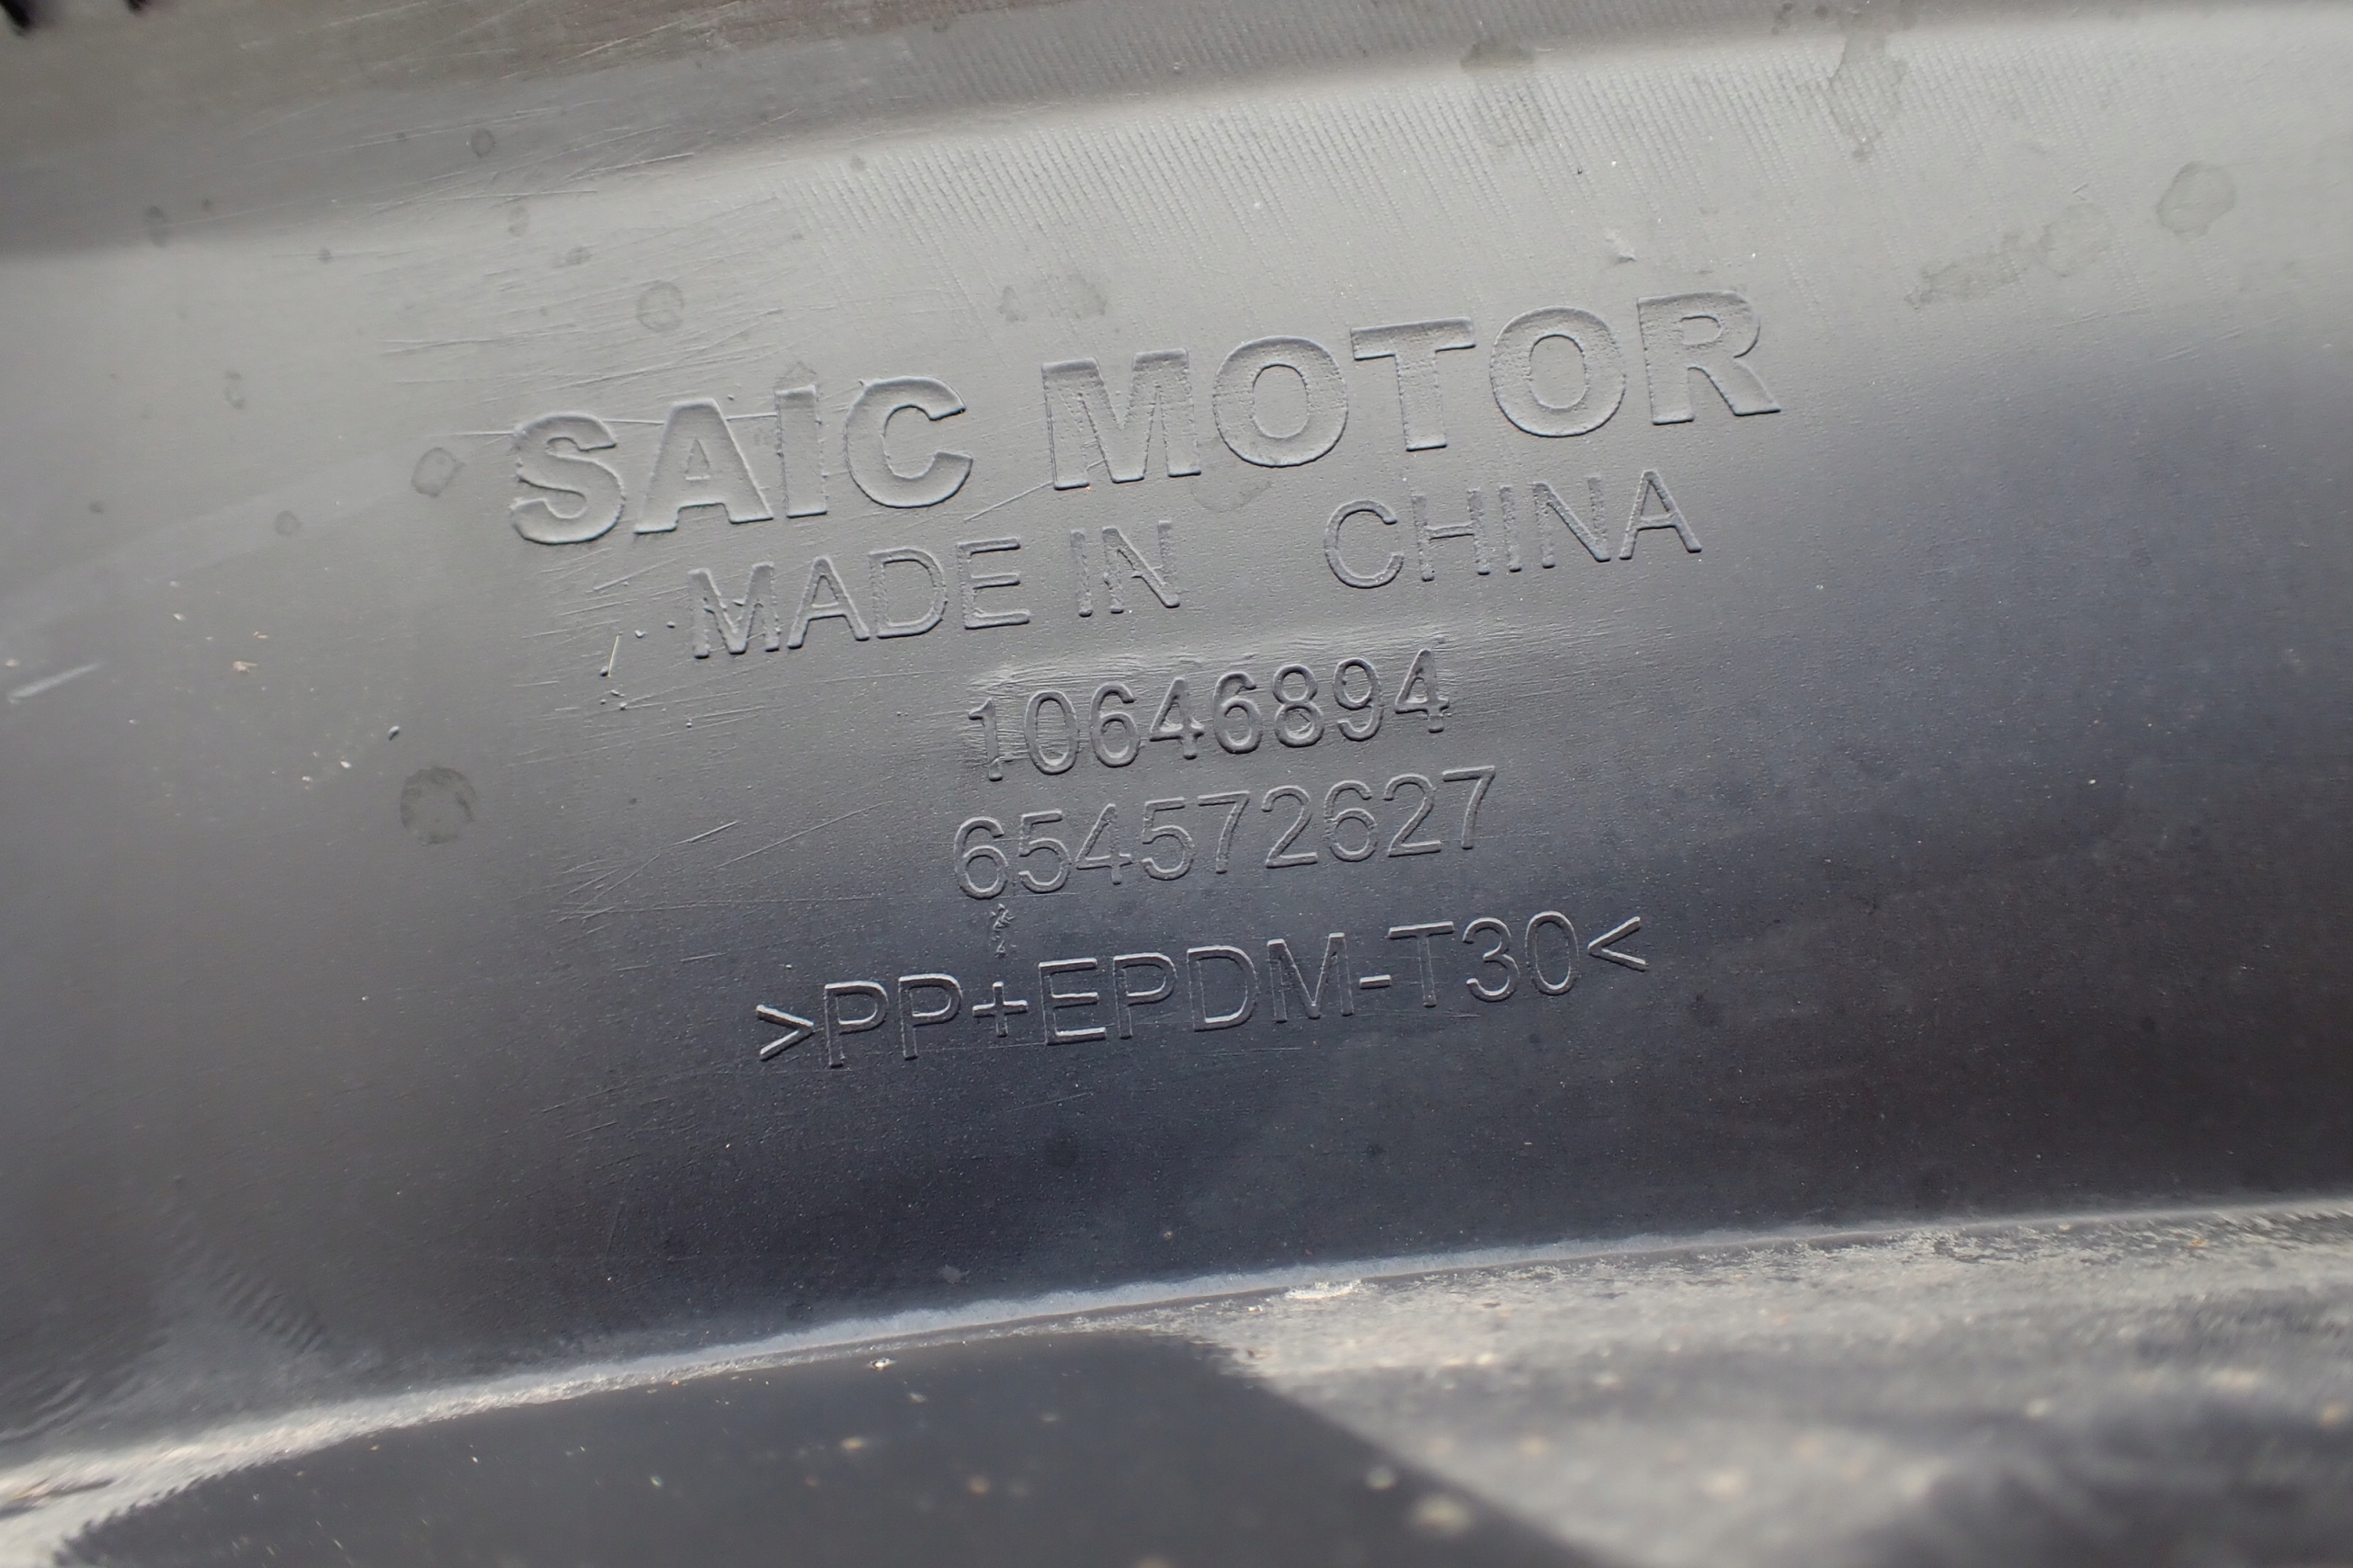 SAIC MOTOR
MADE IN CHINA
10646894
654572627
>PP+EPDM-T30<